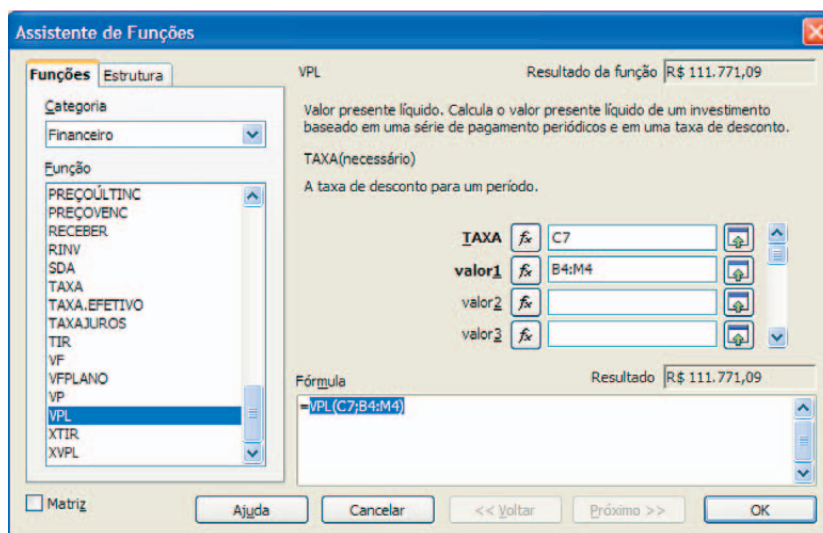 Assistente de Funções
Funções Estrutura
Categoria
Financeiro
Função
PREÇOÚLTINC
PREÇOVENC
RECEBER
RINV
SDA
TAXA
TAXA.EFETIVO
TAXAJUROS
TIR
VF
VFPLANO
VP
VPL
XTIR
XVPL
VPL Resultado da função R$ 111.771,09
Valor presente líquido. Calcula o valor presente líquido de um investimento
baseado em uma série de pagamento periódicos e em uma taxa de desconto.
TAXA(necessário)
A taxa de desconto para um período.
TAXA fx C7
valor1 fx B4:M4
valor2 fx
valor3 fx
Fórmula Resultado R$ 111.771,09
=VPL(C7;B4:M4)
Matriz Ajuda Cancelar << Voltar Próximo >> OK